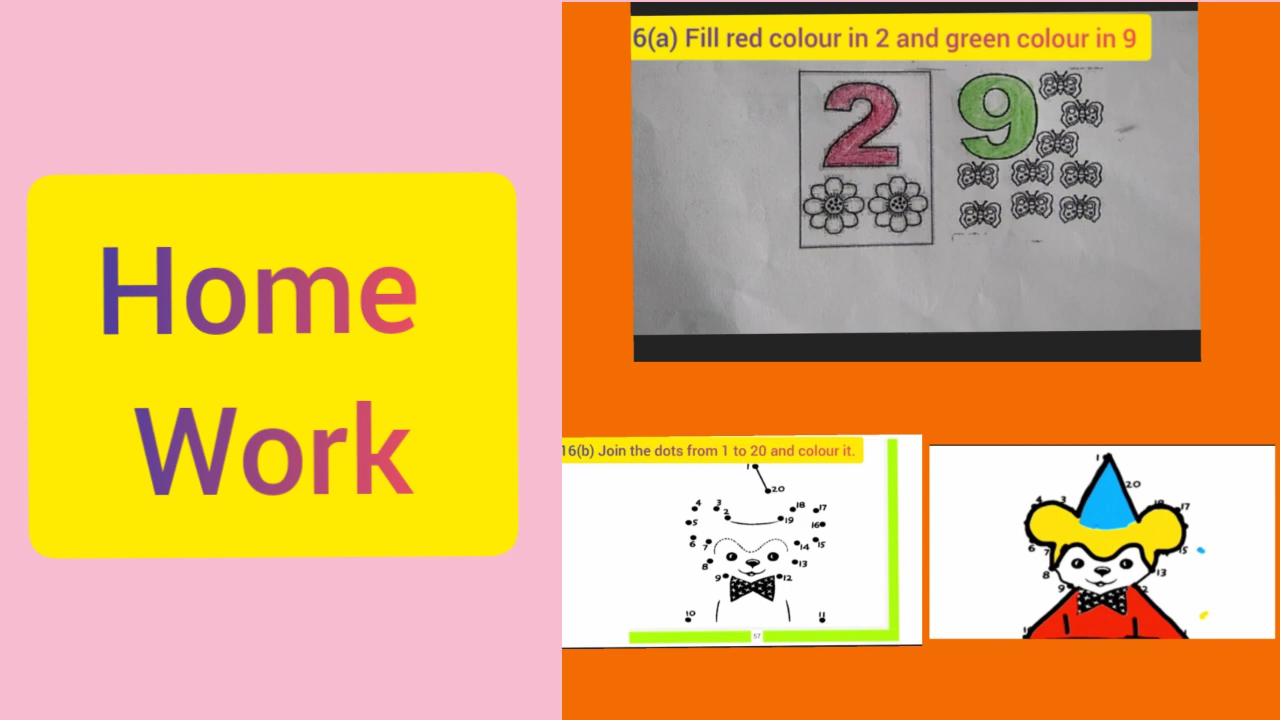 Home
Work
6(a) Fill red colour in 2 and green colour in 9
2 9
16(b) Join the dots from 1 to 20 and colour it.
1
20
4 3 2 18 17
5 19 16
6 7 14 15
8 13
9 12
10 11
57
1
20
4 3 18 17
6 7 15
8 13
9 2
1